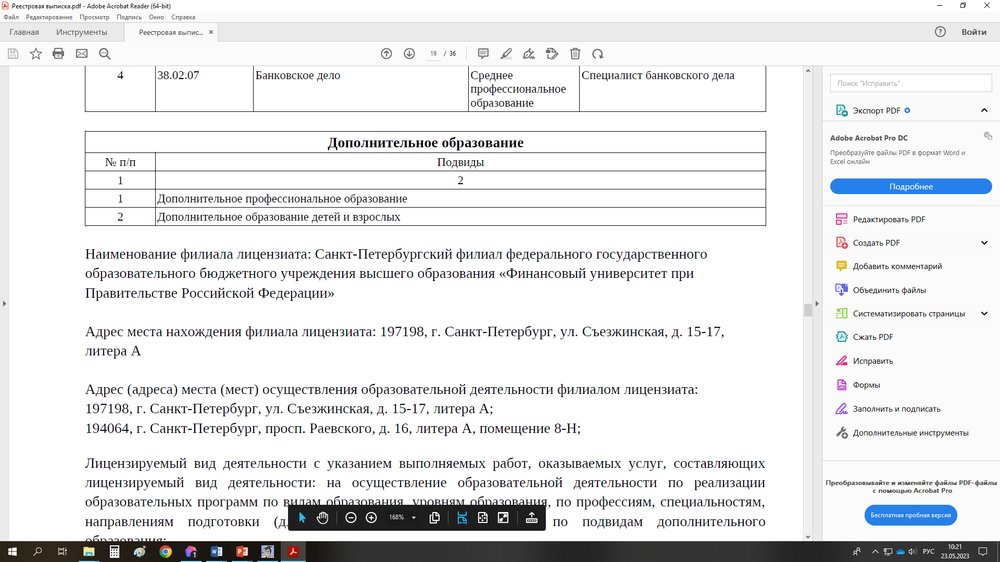 Реестровая выписка.pdf - Adobe Acrobat Reader (64-bit)
Файл Редактирование Просмотр Подпись Окно Справка
Главная Инструменты Реестровая выпис... × Войти
19 / 36
4 38.02.07 Банковское дело Среднее профессиональное образование Специалист банковского дела
Дополнительное образование
№ п/п Подвиды
1 2
1 Дополнительное профессиональное образование
2 Дополнительное образование детей и взрослых
Наименование филиала лицензиата: Санкт-Петербургский филиал федерального государственного
образовательного бюджетного учреждения высшего образования «Финансовый университет при
Правительстве Российской Федерации»
Адрес места нахождения филиала лицензиата: 197198, г. Санкт-Петербург, ул. Съезжинская, д. 15-17,
литера А
Адрес (адреса) места (мест) осуществления образовательной деятельности филиалом лицензиата:
197198, г. Санкт-Петербург, ул. Съезжинская, д. 15-17, литера А;
194064, г. Санкт-Петербург, просп. Раевского, д. 16, литера А, помещение 8-Н;
Лицензируемый вид деятельности с указанием выполняемых работ, оказываемых услуг, составляющих
лицензируемый вид деятельности: на осуществление образовательной деятельности по реализации
образовательных программ по видам образования, уровням образования, по профессиям, специальностям,
направлениям подготовки по подвидам дополнительного
образования:
168%
Поиск "Исправить"
Экспорт PDF
Adobe Acrobat Pro DC
Преобразуйте файлы PDF в формат Word и
Excel онлайн
Подробнее
Редактировать PDF
Создать PDF
Добавить комментарий
Объединить файлы
Систематизировать страницы
Сжать PDF
Исправить
Формы
Заполнить и подписать
Дополнительные инструменты
Преобразовывайте и изменяйте файлы PDF-файлы
с помощью Acrobat Pro
Бесплатная пробная версия
РУС 10:21
23.05.2023